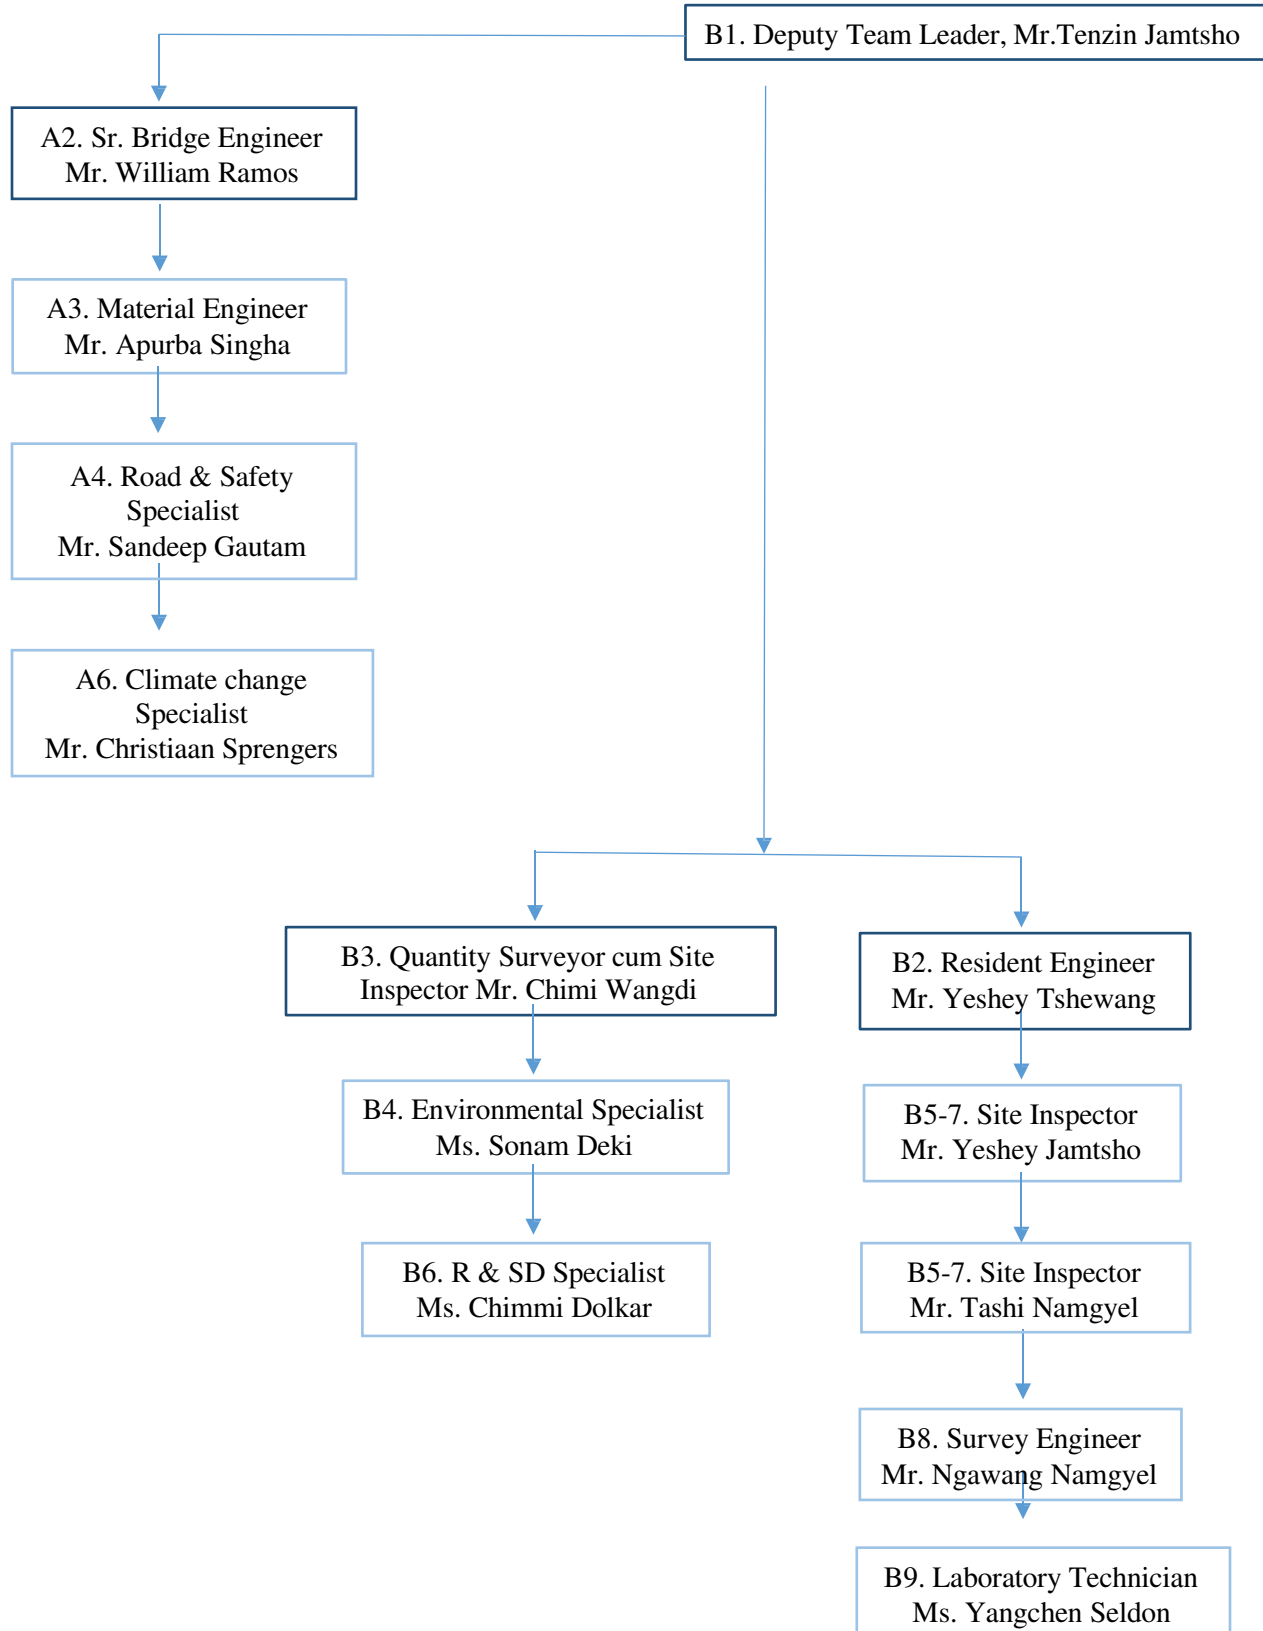 B1. Deputy Team Leader, Mr.Tenzin Jamtsho
A2. Sr. Bridge Engineer
Mr. William Ramos
A3. Material Engineer
Mr. Apurba Singha
A4. Road & Safety
Specialist
Mr. Sandeep Gautam
A6. Climate change
Specialist
Mr. Christiaan Sprengers
B3. Quantity Surveyor cum Site
Inspector Mr. Chimi Wangdi
B4. Environmental Specialist
Ms. Sonam Deki
B6. R & SD Specialist
Ms. Chimmi Dolkar
B2. Resident Engineer
Mr. Yeshey Tshewang
B5-7. Site Inspector
Mr. Yeshey Jamtsho
B5-7. Site Inspector
Mr. Tashi Namgyel
B8. Survey Engineer
Mr. Ngawang Namgyel
B9. Laboratory Technician
Ms. Yangchen Seldon